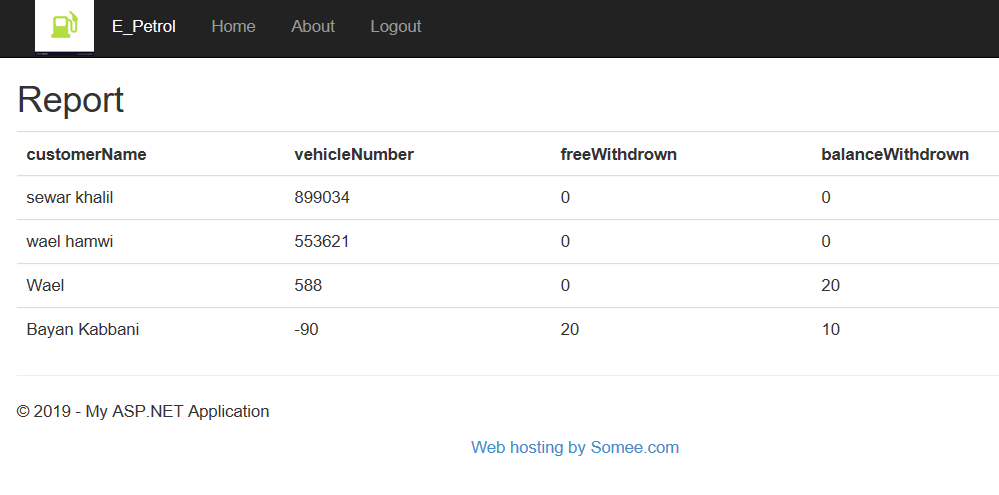 E_Petrol Home About Logout
Report
customerName vehicleNumber freeWithdrown balanceWithdrown
sewar khalil 899034 0 0
wael hamwi 553621 0 0
Wael 588 0 20
Bayan Kabbani -90 20 10
© 2019 - My ASP.NET Application
Web hosting by Somee.com